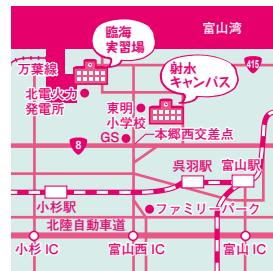 富山湾
臨海
実習場
万葉線
415
射水
キャンパス
北電火力
発電所
東明
小学校
GS
本郷西交差点
8
呉羽駅
富山駅
小杉駅
ファミリーパーク
北陸自動車道
小杉 IC
富山西 IC
富山 IC